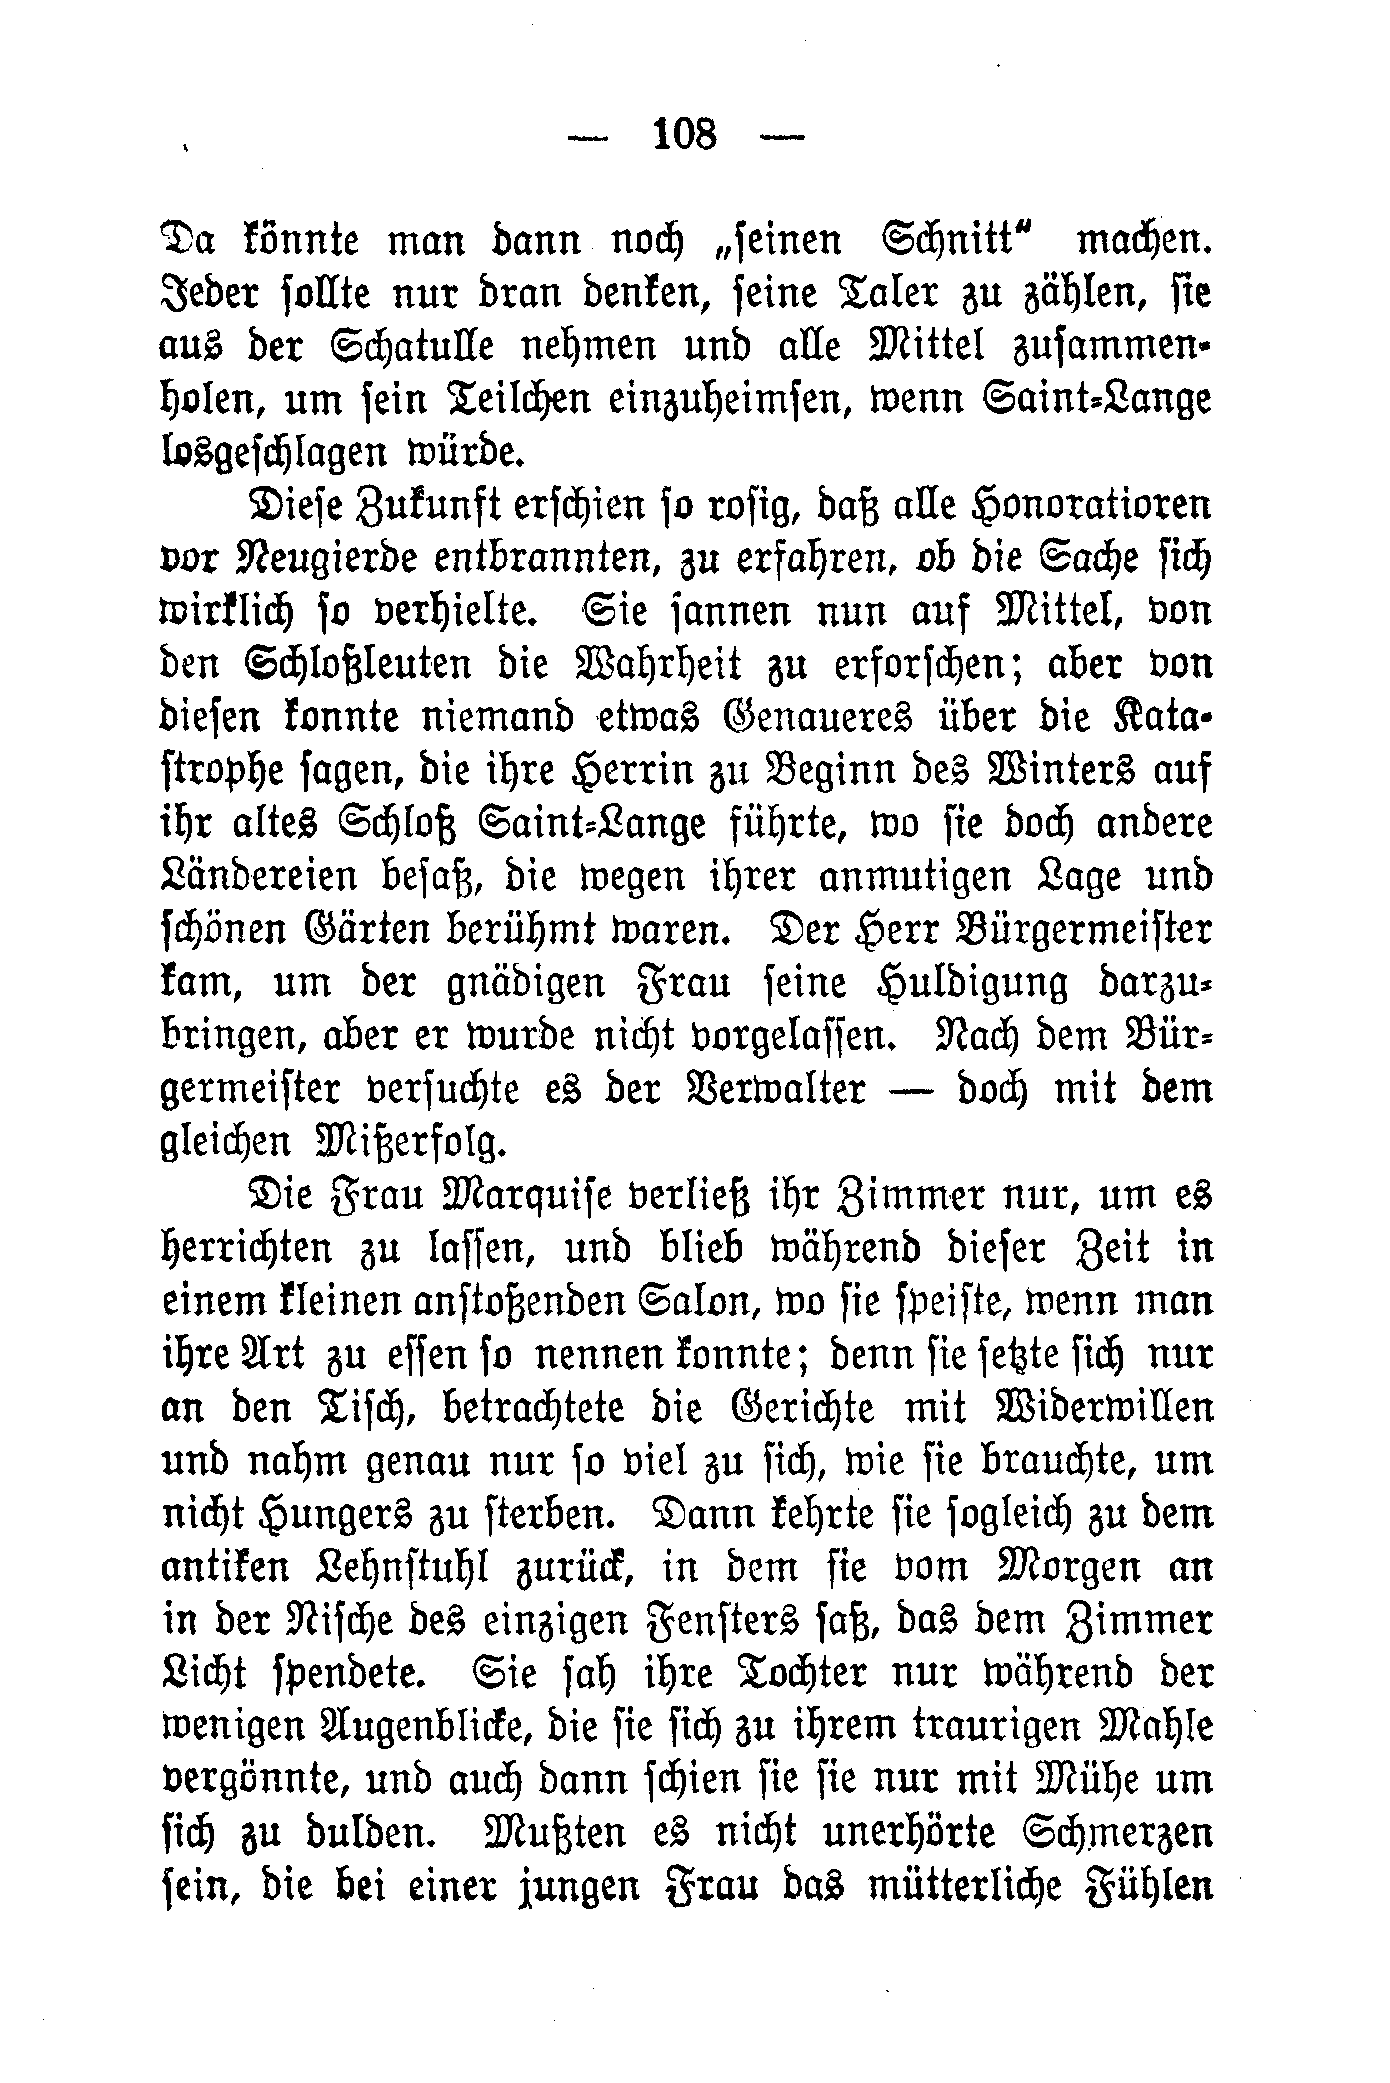 — 108 —
Da könnte man dann noch „seinen Schnitt“ machen.
Jeder sollte nur dran denken, seine Taler zu zählen, sie
aus der Schatulle nehmen und alle Mittel zusammen-
holen, um sein Teilchen einzuheimsen, wenn Saint-Lange
losgeschlagen würde.
Diese Zukunft erschien so rosig, daß alle Honoratioren
vor Neugierde entbrannten, zu erfahren, ob die Sache sich
wirklich so verhielte. Sie sannen nun auf Mittel, von
den Schloßleuten die Wahrheit zu erforschen; aber von
diesen konnte niemand etwas Genaueres über die Kata-
strophe sagen, die ihre Herrin zu Beginn des Winters auf
ihr altes Schloß Saint-Lange führte, wo sie doch andere
Ländereien besaß, die wegen ihrer anmutigen Lage und
schönen Gärten berühmt waren. Der Herr Bürgermeister
kam, um der gnädigen Frau seine Huldigung darzu-
bringen, aber er wurde nicht vorgelassen. Nach dem Bür-
germeister versuchte es der Verwalter — doch mit dem
gleichen Mißerfolg.
Die Frau Marquise verließ ihr Zimmer nur, um es
herrichten zu lassen, und blieb während dieser Zeit in
einem kleinen anstoßenden Salon, wo sie speiste, wenn man
ihre Art zu essen so nennen konnte; denn sie setzte sich nur
an den Tisch, betrachtete die Gerichte mit Widerwillen
und nahm genau nur so viel zu sich, wie sie brauchte, um
nicht Hungers zu sterben. Dann kehrte sie sogleich zu dem
antiken Lehnstuhl zurück, in dem sie vom Morgen an
in der Nische des einzigen Fensters saß, das dem Zimmer
Licht spendete. Sie sah ihre Tochter nur während der
wenigen Augenblicke, die sie sich zu ihrem traurigen Mahle
vergönnte, und auch dann schien sie sie nur mit Mühe um
sich zu dulden. Mußten es nicht unerhörte Schmerzen
sein, die bei einer jungen Frau das mütterliche Fühlen